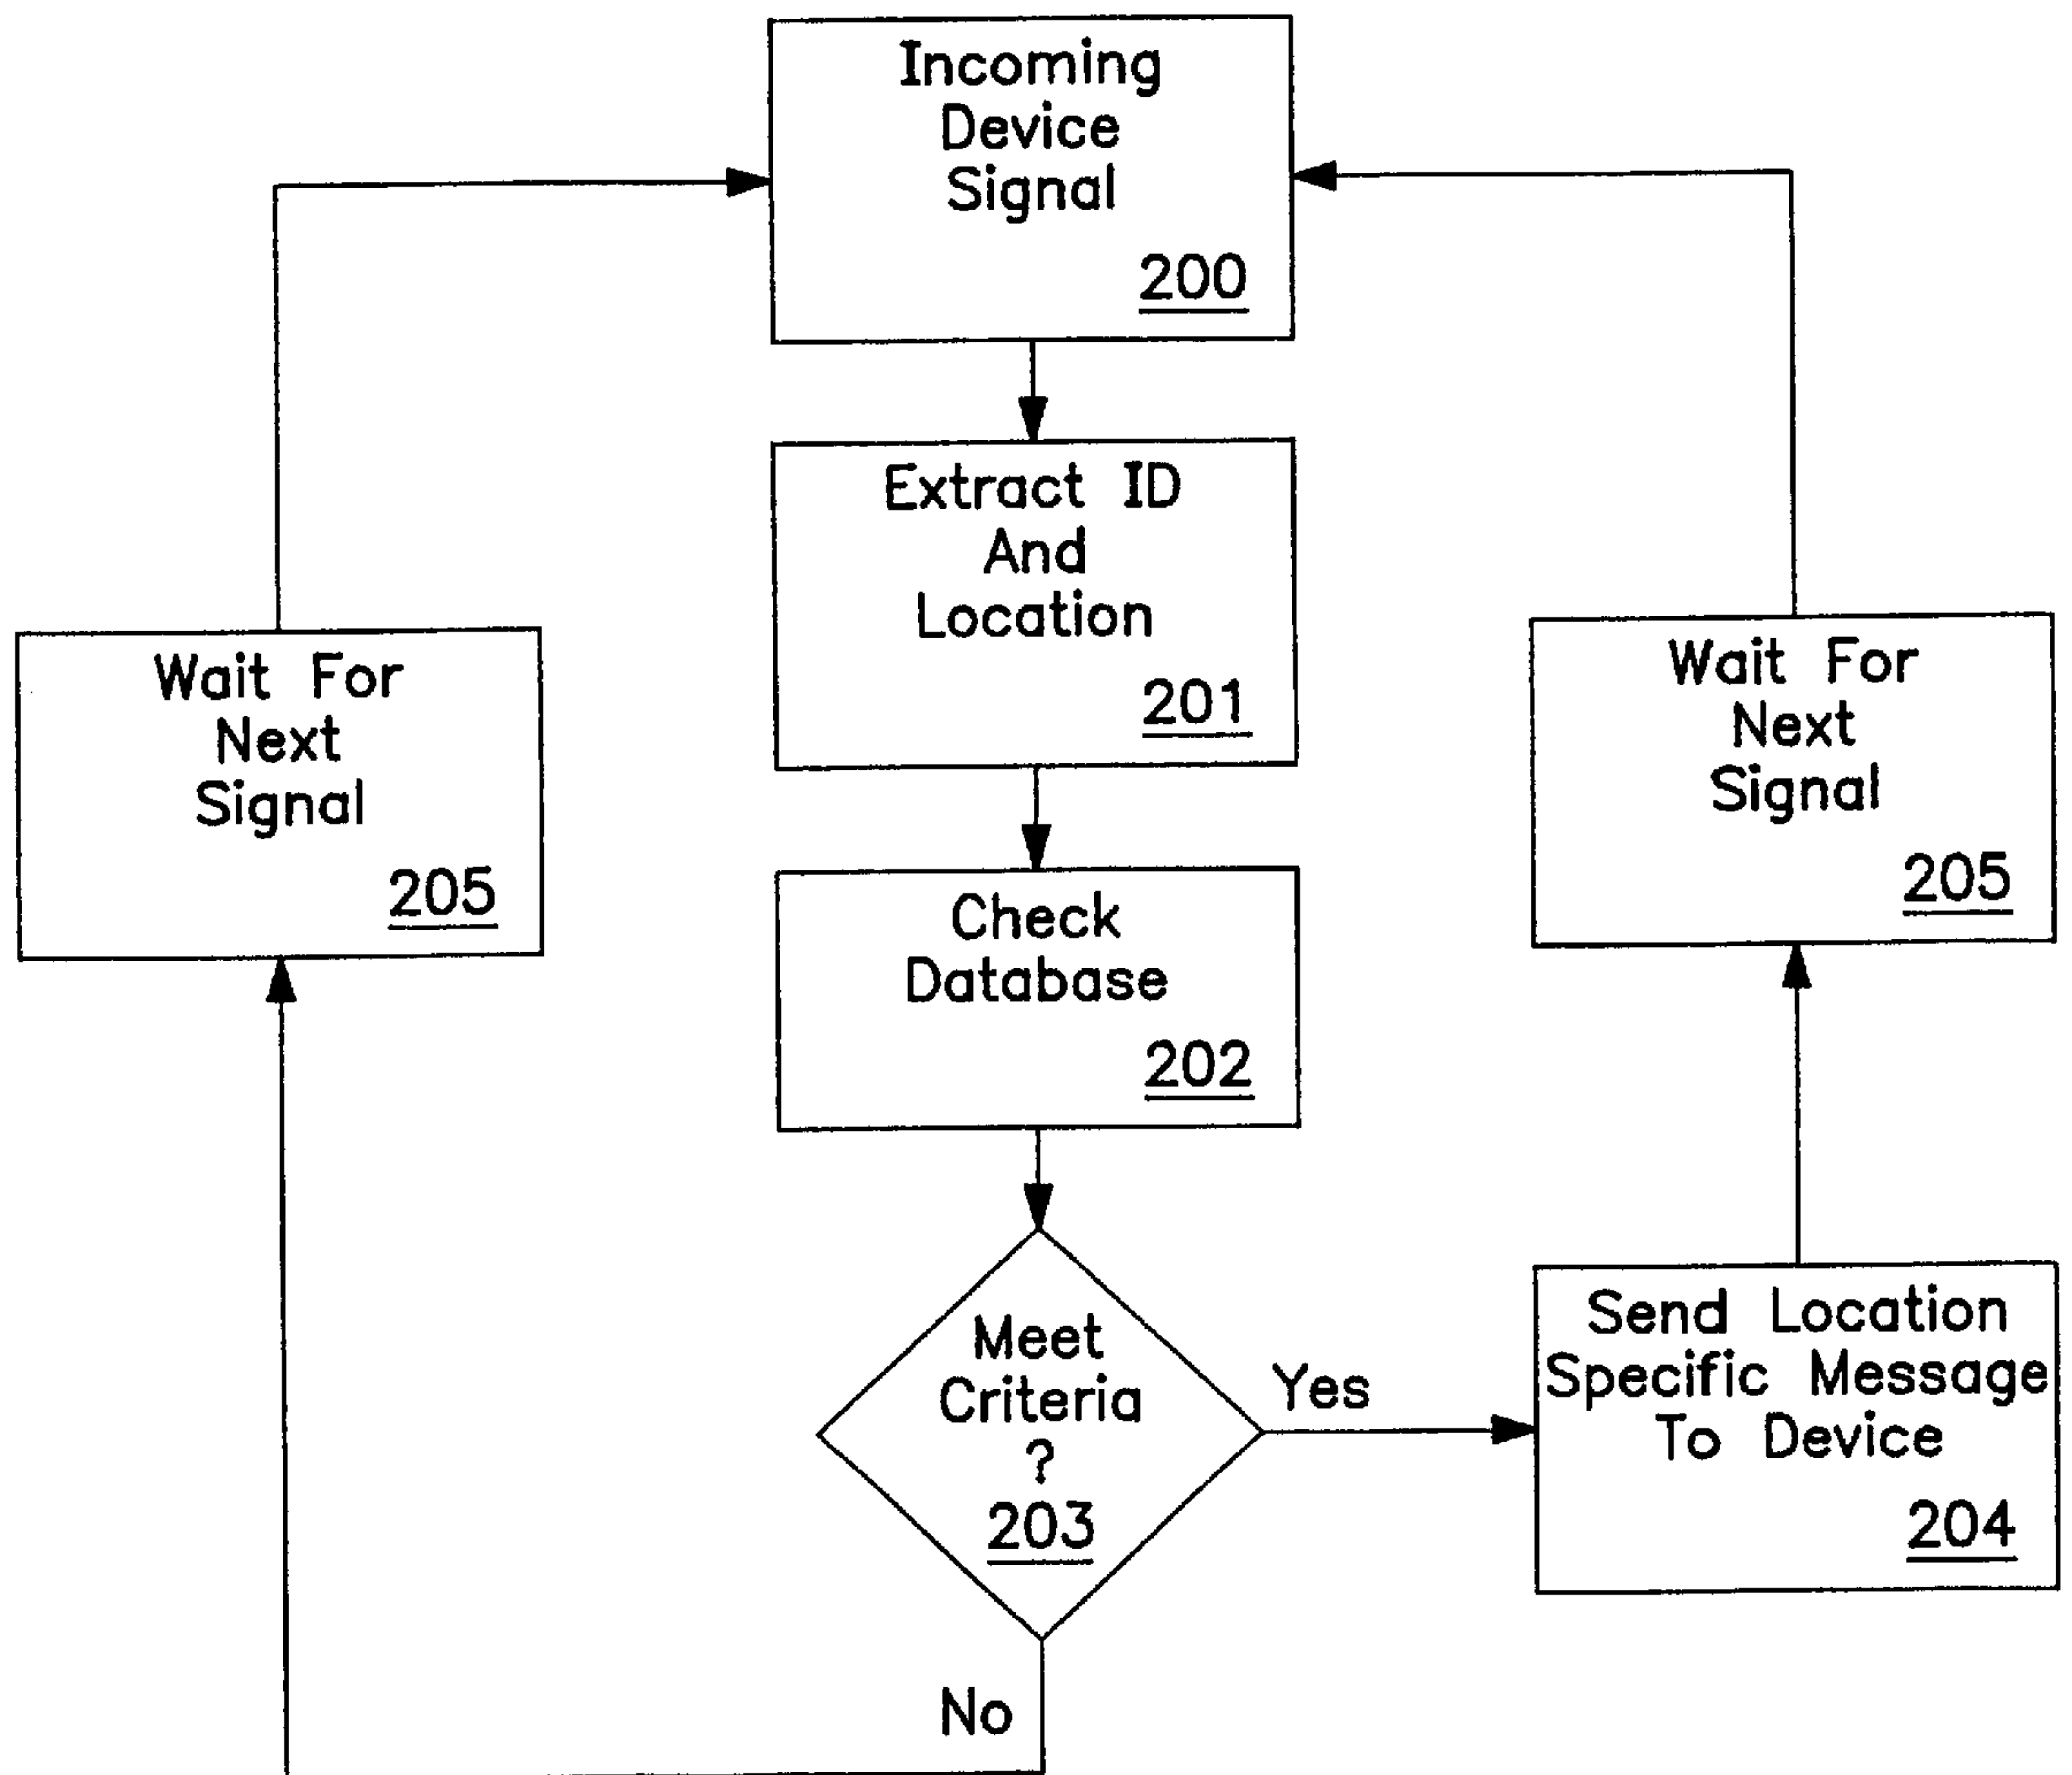 Incoming
Device
Signal
200
Extract ID
And
Location
201
Wait For
Next
Signal
205
Wait For
Next
Signal
205
Check
Database
202
Meet
Criteria
?
203
Yes
Send Location
Specific Message
To Device
204
No